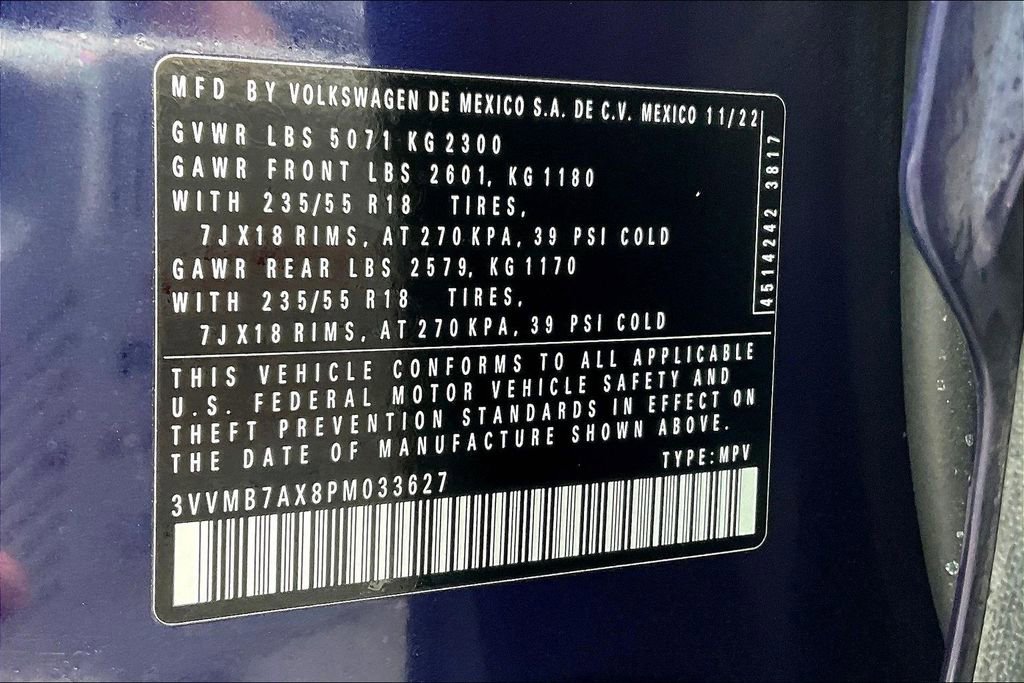 MFD BY VOLKSWAGEN DE MEXICO S.A. DE C.V. MEXICO 11/22
GVWR LBS 5071 KG 2300
GAWR FRONT LBS 2601, KG 1180
WITH 235/55 R18 TIRES,
7JX18 RIMS, AT 270 KPA, 39 PSI COLD
GAWR REAR LBS 2579, KG 1170
WITH 235/55 R18 TIRES,
7JX18 RIMS, AT 270 KPA, 39 PSI COLD
4514242 3817
THIS VEHICLE CONFORMS TO ALL APPLICABLE
U.S. FEDERAL MOTOR VEHICLE SAFETY AND
THEFT PREVENTION STANDARDS IN EFFECT ON
THE DATE OF MANUFACTURE SHOWN ABOVE.
TYPE:MPV
3VVMB7AX8PM033627